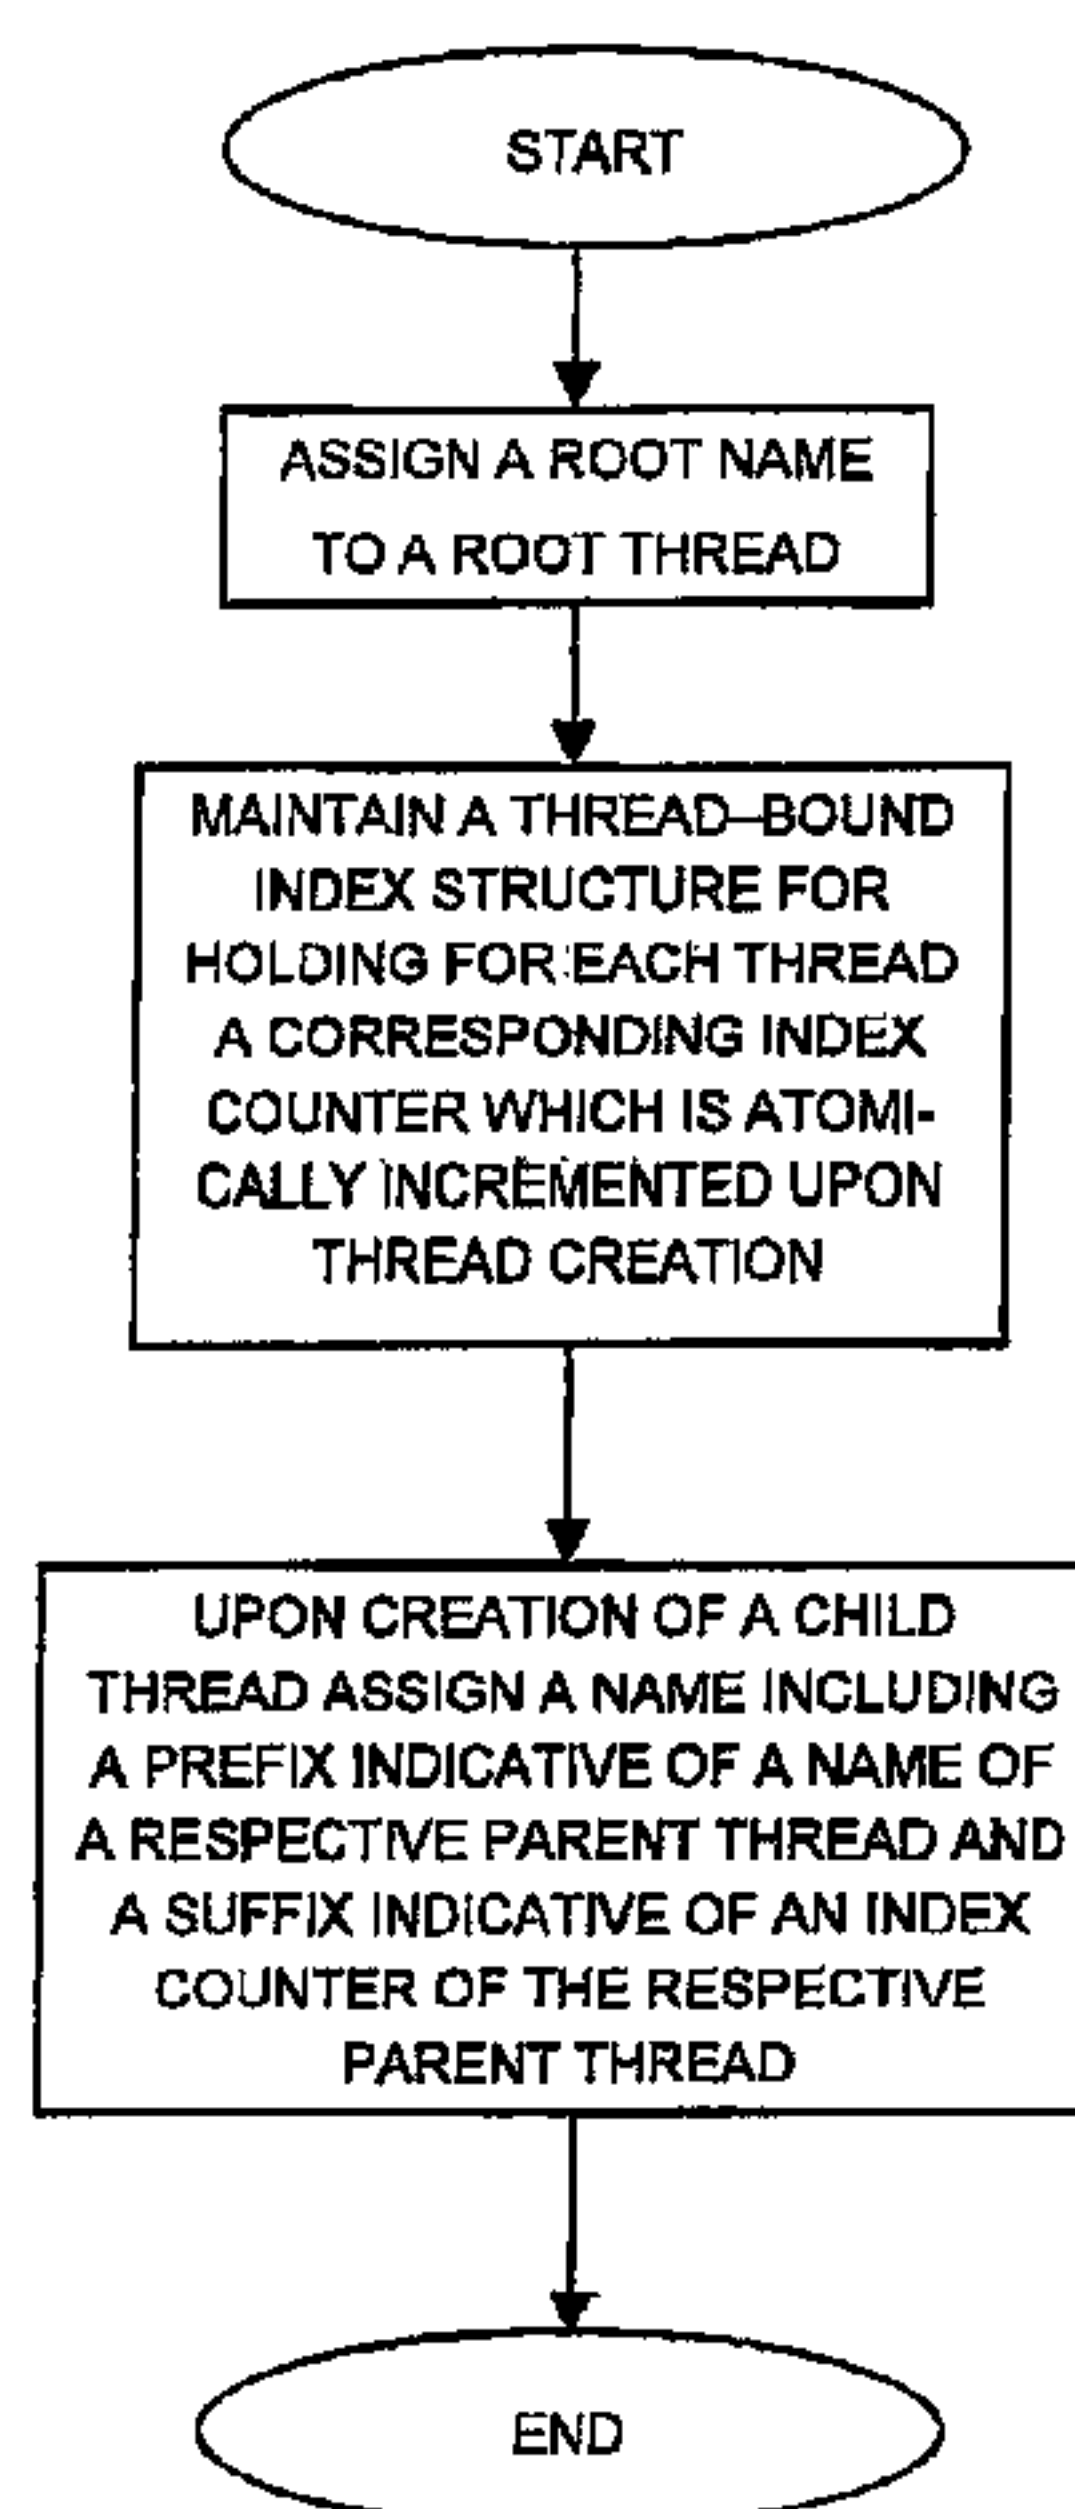 START
ASSIGN A ROOT NAME
TO A ROOT THREAD
MAINTAIN A THREAD–BOUND
INDEX STRUCTURE FOR
HOLDING FOR EACH THREAD
A CORRESPONDING INDEX
COUNTER WHICH IS ATOMI-
CALLY INCREMENTED UPON
THREAD CREATION
UPON CREATION OF A CHILD
THREAD ASSIGN A NAME INCLUDING
A PREFIX INDICATIVE OF A NAME OF
A RESPECTIVE PARENT THREAD AND
A SUFFIX INDICATIVE OF AN INDEX
COUNTER OF THE RESPECTIVE
PARENT THREAD
END